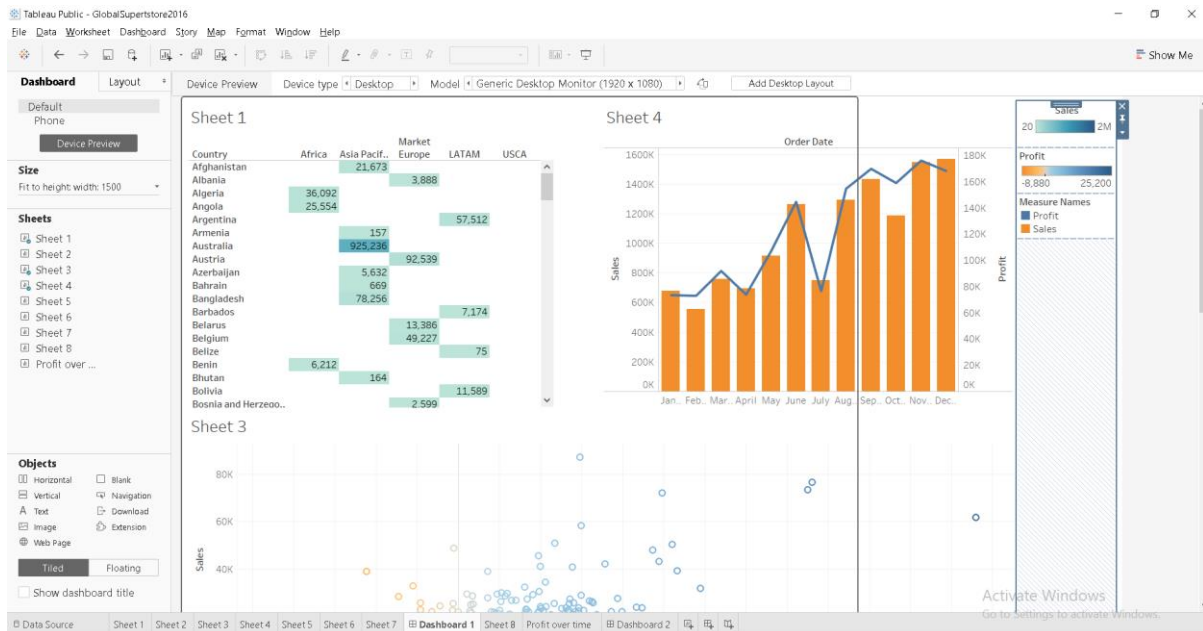 Tableau Public - GlobalSupertstore2016
File Data Worksheet Dashboard Story Map Format Window Help
Show Me
Dashboard Layout
Default
Phone
Device Preview
Size
Fit to height: width: 1500
Sheets
Sheet 1
Sheet 2
Sheet 3
Sheet 4
Sheet 5
Sheet 6
Sheet 7
Sheet 8
Profit over ...
Objects
Horizontal Blank
Vertical Navigation
Text Download
Image Extension
Web Page
Tiled Floating
Show dashboard title
Device Preview Device type Desktop Model Generic Desktop Monitor (1920 x 1080) Add Desktop Layout
Sheet 1
Market
Country Africa Asia Pacif.. Europe LATAM USCA
Afghanistan 21,673
Albania 3,888
Algeria 36,092
Angola 25,554
Argentina 57,512
Armenia 157
Australia 925,236
Austria 92,539
Azerbaijan 5,632
Bahrain 669
Bangladesh 78,256
Barbados 7,174
Belarus 13,386
Belgium 49,227
Belize 75
Benin 6,212
Bhutan 164
Bolivia 11,589
Bosnia and Herzego.. 2,599
Sheet 4
Order Date
1600K
1400K
1200K
1000K
800K
600K
400K
200K
0K
Sales
180K
160K
140K
120K
100K
80K
60K
40K
20K
0K
Profit
Jan.. Feb.. Mar.. April May June July Aug.. Sep.. Oct.. Nov.. Dec..
Sales
20 2M
Profit
-8,880 25,200
Measure Names
Profit
Sales
Sheet 3
80K
60K
40K
Sales
Activate Windows
Go to Settings to activate Windows.
Data Source Sheet 1 Sheet 2 Sheet 3 Sheet 4 Sheet 5 Sheet 6 Sheet 7 Dashboard 1 Sheet 8 Profit over time Dashboard 2